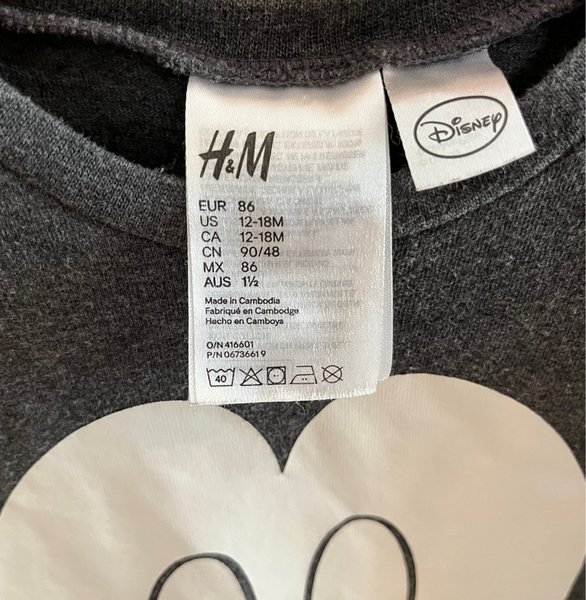 H&M
Disney
EUR 86
US 12-18M
CA 12-18M
CN 90/48
MX 86
AUS 1½
Made in Cambodia
Fabriqué en Cambodge
Hecho en Camboya
O/N 416601
P/N 06736619
40